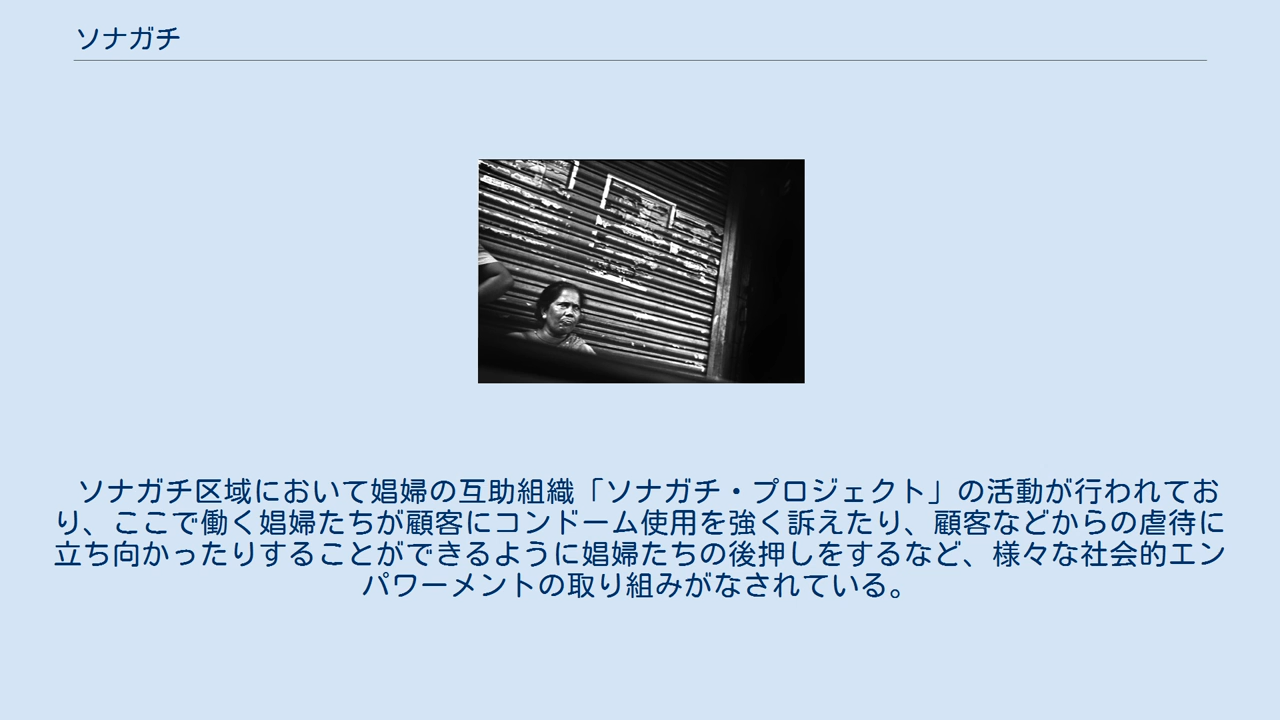 ソナガチ
ソナガチ区域において娼婦の互助組織「ソナガチ・プロジェクト」の活動が行われてお
り、ここで働く娼婦たちが顧客にコンドーム使用を強く訴えたり、顧客などからの虐待に
立ち向かったりすることができるように娼婦たちの後押しをするなど、様々な社会的エン
パワーメントの取り組みがなされている。